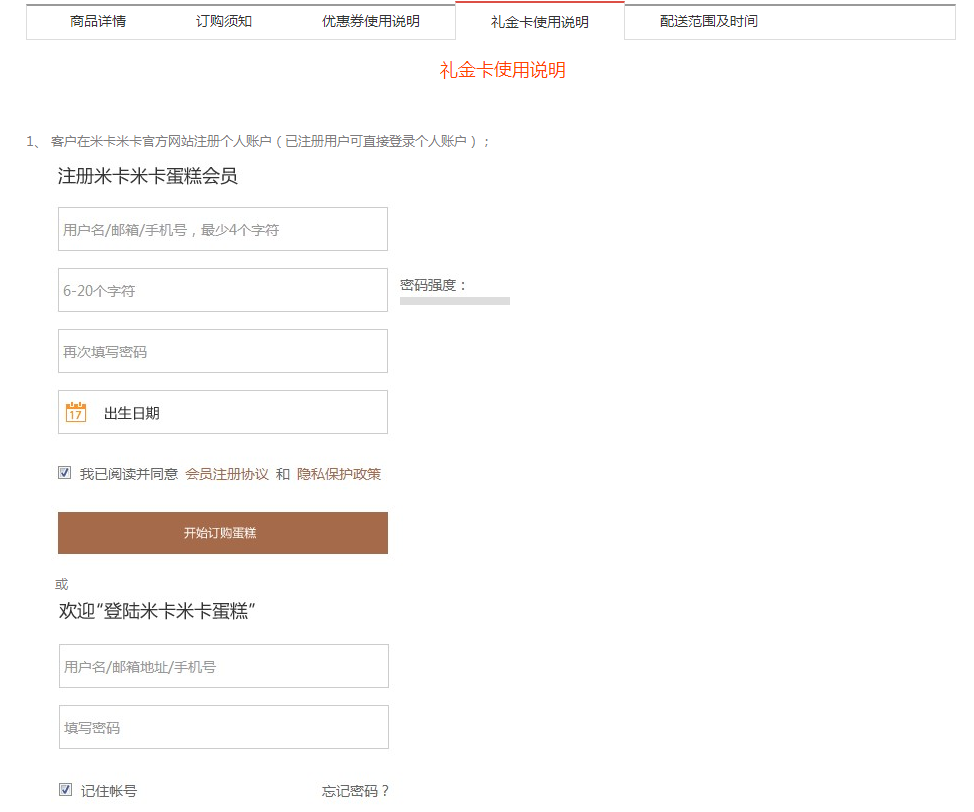 商品详情 订购须知 优惠券使用说明 礼金卡使用说明 配送范围及时间
礼金卡使用说明
1、 客户在米卡米卡官方网站注册个人账户（已注册用户可直接登录个人账户）；
注册米卡米卡蛋糕会员
用户名/邮箱/手机号，最少4个字符
6-20个字符 密码强度：
再次填写密码
17 出生日期
我已阅读并同意 会员注册协议 和 隐私保护政策
开始订购蛋糕
或
欢迎“登陆米卡米卡蛋糕”
用户名/邮箱地址/手机号
填写密码
记住帐号 忘记密码？